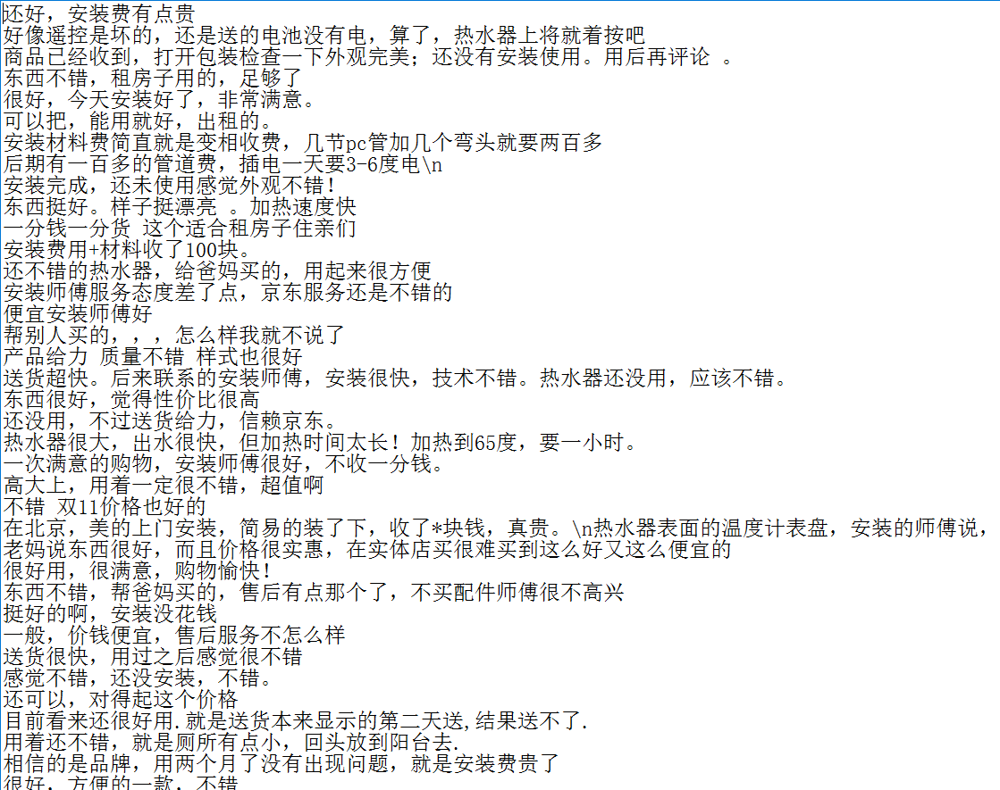 还好，安装费有点贵
好像遥控是坏的，还是送的电池没有电，算了，热水器上将就着按吧
商品已经收到，打开包装检查一下外观完美；还没有安装使用。用后再评论 。
东西不错，租房子用的，足够了
很好，今天安装好了，非常满意。
可以把，能用就好，出租的。
安装材料费简直就是变相收费，几节pc管加几个弯头就要两百多
后期有一百多的管道费，插电一天要3-6度电\n
安装完成，还未使用感觉外观不错！
东西挺好。样子挺漂亮 。加热速度快
一分钱一分货 这个适合租房子住亲们
安装费用+材料收了100块。
还不错的热水器，给爸妈买的，用起来很方便
安装师傅服务态度差了点，京东服务还是不错的
便宜安装师傅好
帮别人买的，，，怎么样我就不说了
产品给力 质量不错 样式也很好
送货超快。后来联系的安装师傅，安装很快，技术不错。热水器还没用，应该不错。
东西很好，觉得性价比很高
还没用，不过送货给力，信赖京东。
热水器很大，出水很快，但加热时间太长！加热到65度，要一小时。
一次满意的购物，安装师傅很好，不收一分钱。
高大上，用着一定很不错，超值啊
不错 双11价格也好的
在北京，美的上门安装，简易的装了下，收了*块钱，真贵。\n热水器表面的温度计表盘，安装的师傅说，
老妈说东西很好，而且价格很实惠，在实体店买很难买到这么好又这么便宜的
很好用，很满意，购物愉快！
东西不错，帮爸妈买的，售后有点那个了，不买配件师傅很不高兴
挺好的啊，安装没花钱
一般，价钱便宜，售后服务不怎么样
送货很快，用过之后感觉很不错
感觉不错，还没安装，不错。
还可以，对得起这个价格
目前看来还很好用.就是送货本来显示的第二天送,结果送不了.
用着还不错，就是厕所有点小，回头放到阳台去.
相信的是品牌，用两个月了没有出现问题，就是安装费贵了
很好，方便的一款，不错